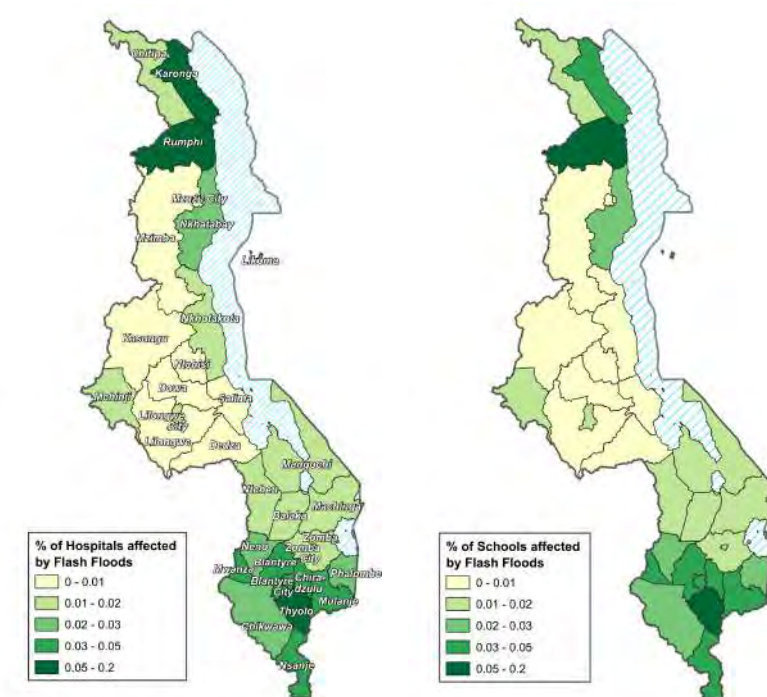 Chitipa
Karonga
Rumphi
Mzuzu City
Nkhatabay
Mzimba
Likoma
Nkhotakota
Kasungu
Ntchisi
Dowa
Mchinji
Salima
Lilongwe
City
Lilongwe
Dedza
Mangochi
Ntcheu
Machinga
Balaka
Zomba
Neno
Zomba
City
Blantyre
Mwanza
Phalombe
Blantyre
City
Chira-
dzulu
Mulanje
Thyolo
Chikwawa
Nsanje
% of Hospitals affected
by Flash Floods
0 - 0.01
0.01 - 0.02
0.02 - 0.03
0.03 - 0.05
0.05 - 0.2
% of Schools affected
by Flash Floods
0 - 0.01
0.01 - 0.02
0.02 - 0.03
0.03 - 0.05
0.05 - 0.2